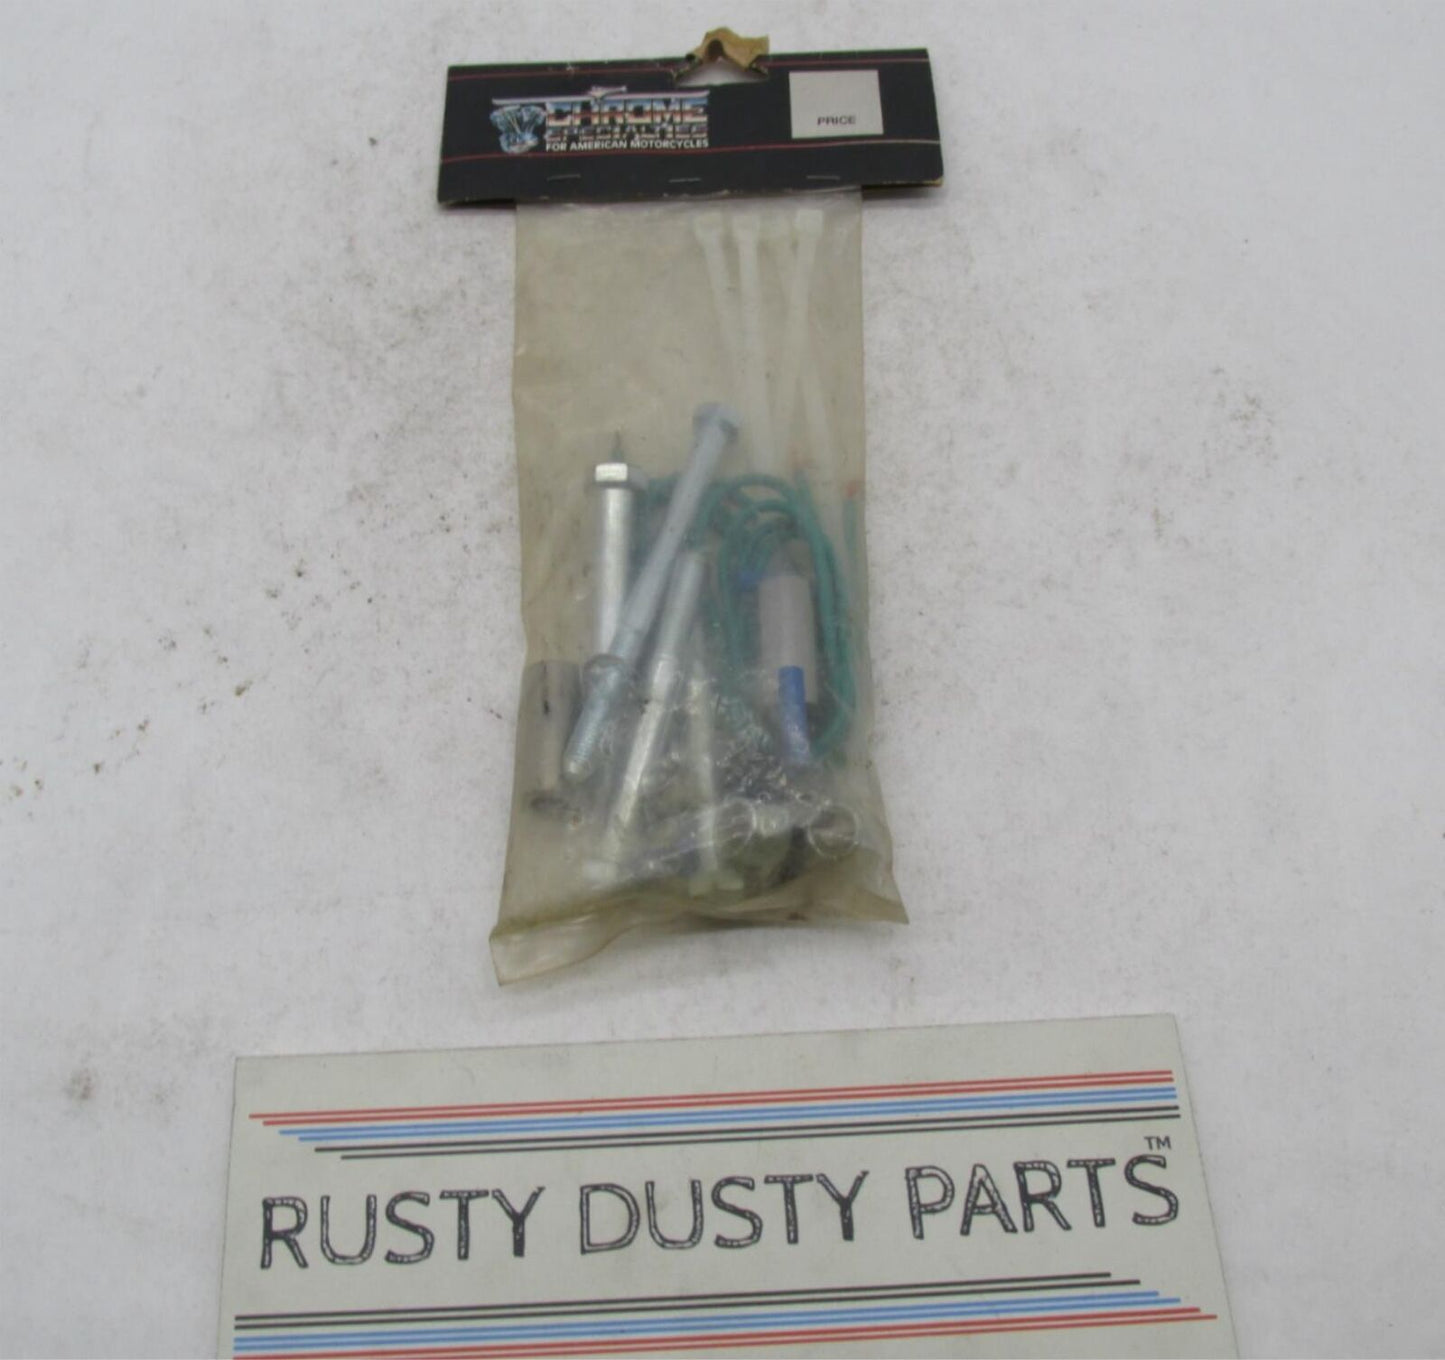 CHROME
SPECIALTIES
FOR AMERICAN MOTORCYCLES
PRICE
RUSTY DUSTY PARTS™